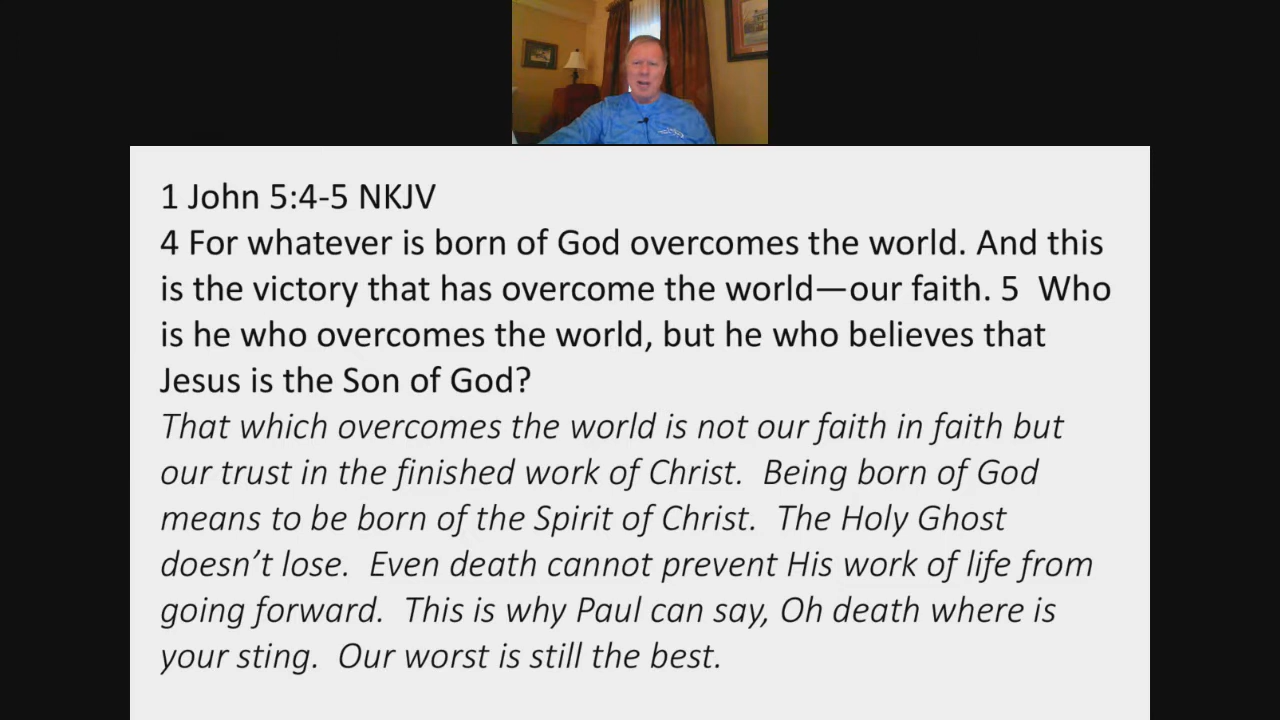 1 John 5:4-5 NKJV
4 For whatever is born of God overcomes the world. And this
is the victory that has overcome the world—our faith. 5  Who
is he who overcomes the world, but he who believes that
Jesus is the Son of God?
That which overcomes the world is not our faith in faith but
our trust in the finished work of Christ.  Being born of God
means to be born of the Spirit of Christ.  The Holy Ghost
doesn’t lose.  Even death cannot prevent His work of life from
going forward.  This is why Paul can say, Oh death where is
your sting.  Our worst is still the best.